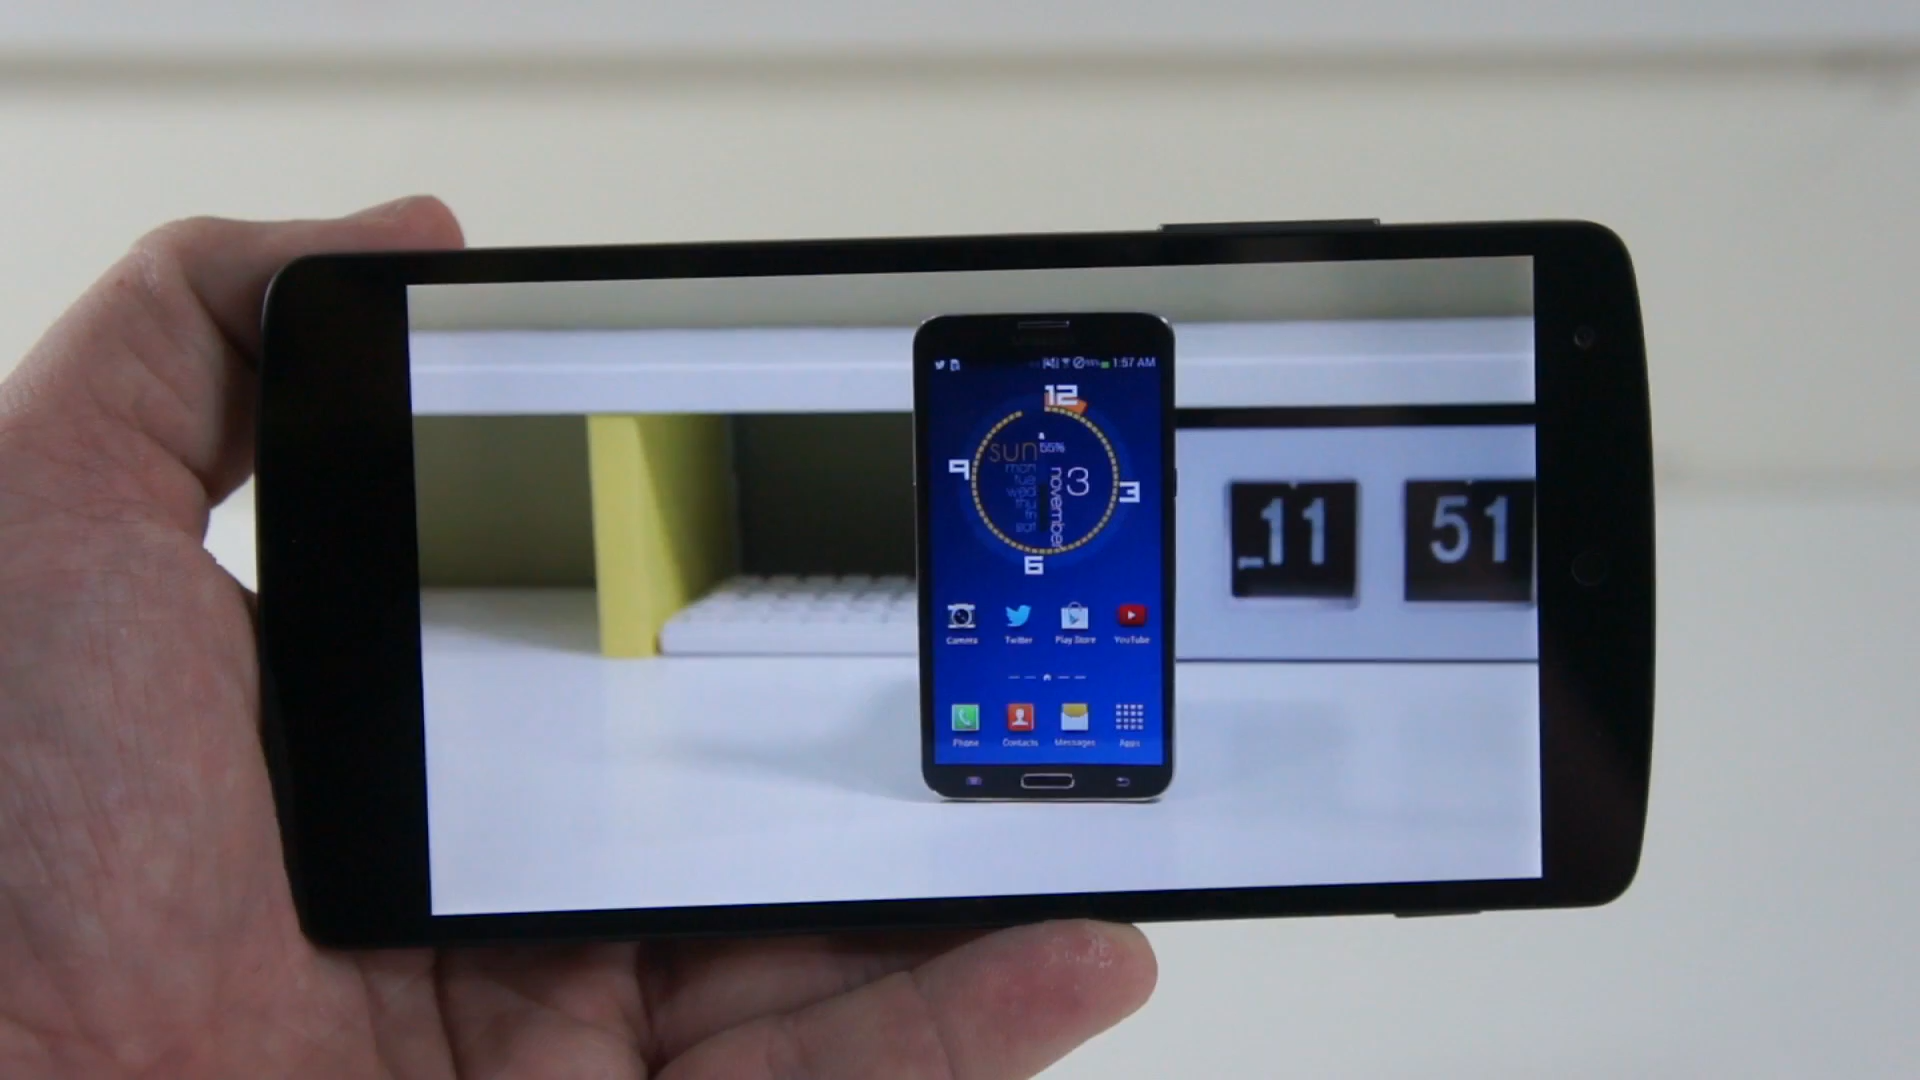 1:57 AM
12
sun 55%
mon
tue
wed
thu
fri
sat
november
3
9
3
6
11 51
Camera Twitter Play Store YouTube
Phone Contacts Messages Apps